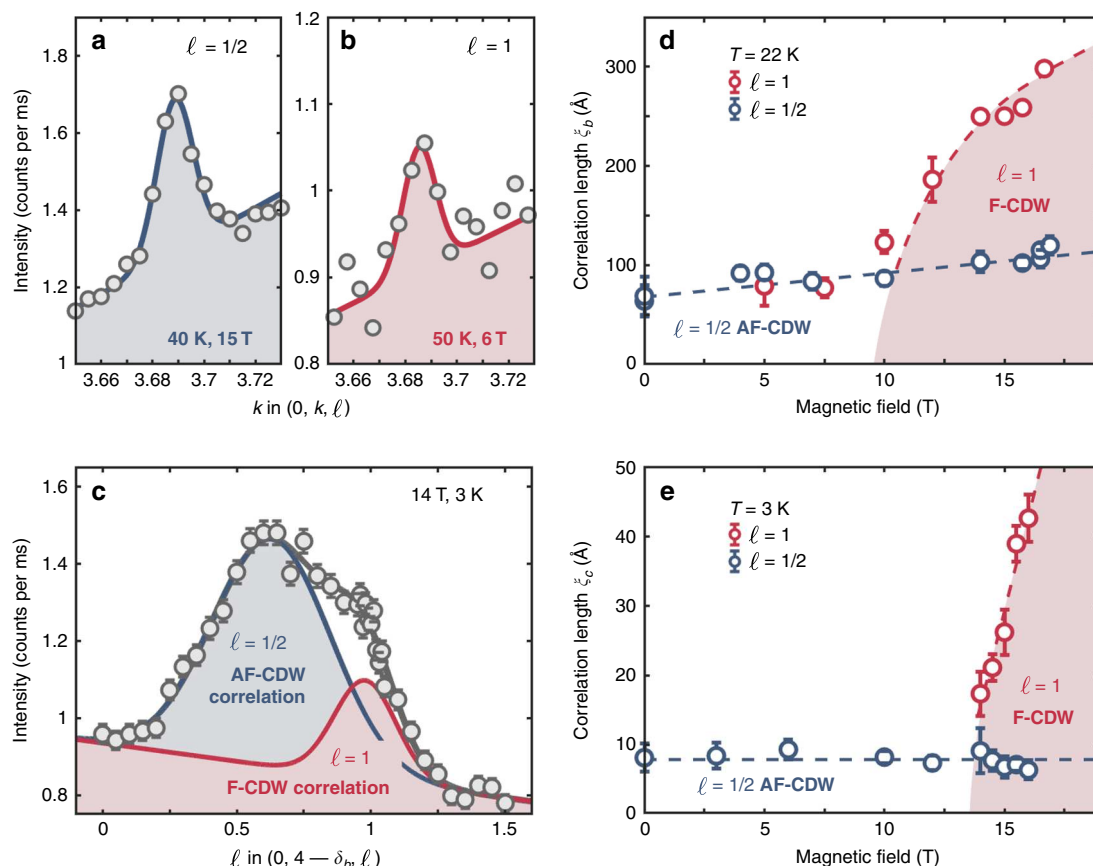 a
ℓ = 1/2
40 K, 15 T
Intensity (counts per ms)
1.8
1.6
1.4
1.2
1
3.66
3.68
3.7
3.72
b
ℓ = 1
50 K, 6 T
1.2
1.1
1
0.9
0.8
3.66
3.68
3.7
3.72
k in (0, k, ℓ)
d
T = 22 K
ℓ = 1
ℓ = 1/2
ℓ = 1
F-CDW
ℓ = 1/2 AF-CDW
Correlation length ξb (Å)
300
200
100
0
0
5
10
15
Magnetic field (T)
c
14 T, 3 K
ℓ = 1/2
AF-CDW
correlation
ℓ = 1
F-CDW correlation
Intensity (counts per ms)
1.6
1.4
1.2
1
0.8
0
0.5
1
1.5
ℓ in (0, 4 — δb, ℓ)
e
T = 3 K
ℓ = 1
ℓ = 1/2
ℓ = 1
F-CDW
ℓ = 1/2 AF-CDW
Correlation length ξc (Å)
50
40
30
20
10
0
0
5
10
15
Magnetic field (T)